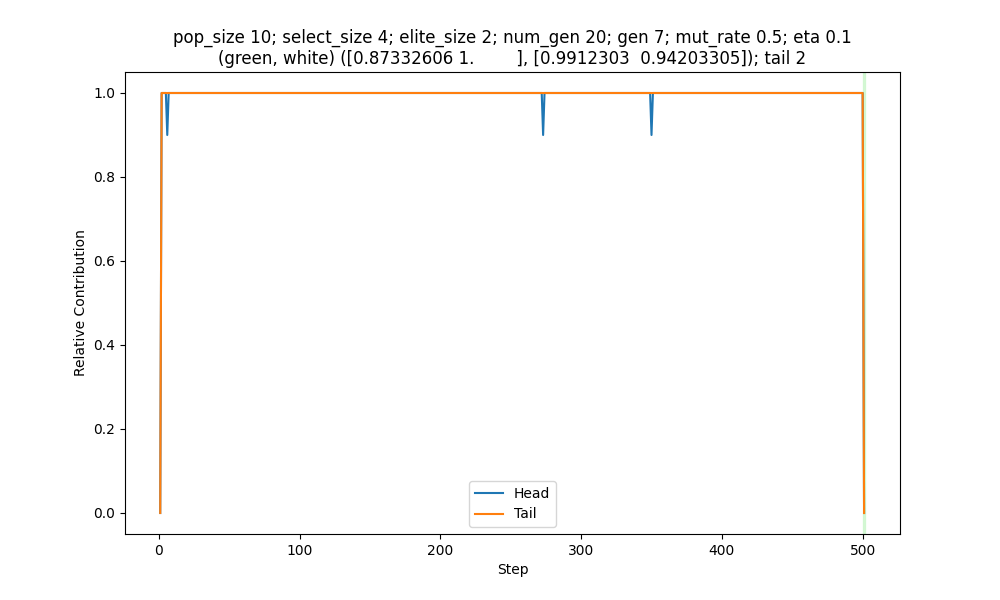 pop_size 10; select_size 4; elite_size 2; num_gen 20; gen 7; mut_rate 0.5; eta 0.1
(green, white) ([0.87332606 1.        ], [0.9912303  0.94203305]); tail 2
1.0
0.8
0.6
0.4
0.2
0.0
Relative Contribution
Head
Tail
0
100
200
300
400
500
Step